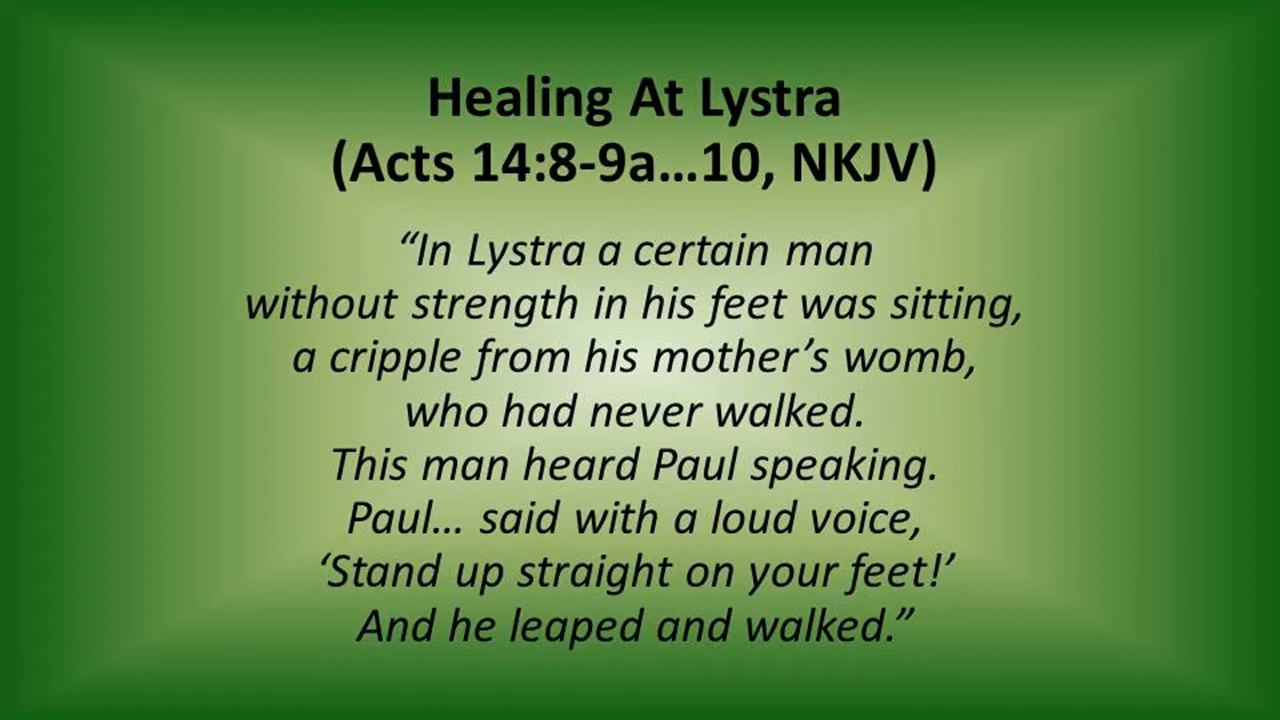 Healing At Lystra
(Acts 14:8-9a…10, NKJV)
“In Lystra a certain man
without strength in his feet was sitting,
a cripple from his mother’s womb,
who had never walked.
This man heard Paul speaking.
Paul… said with a loud voice,
‘Stand up straight on your feet!’
And he leaped and walked.”